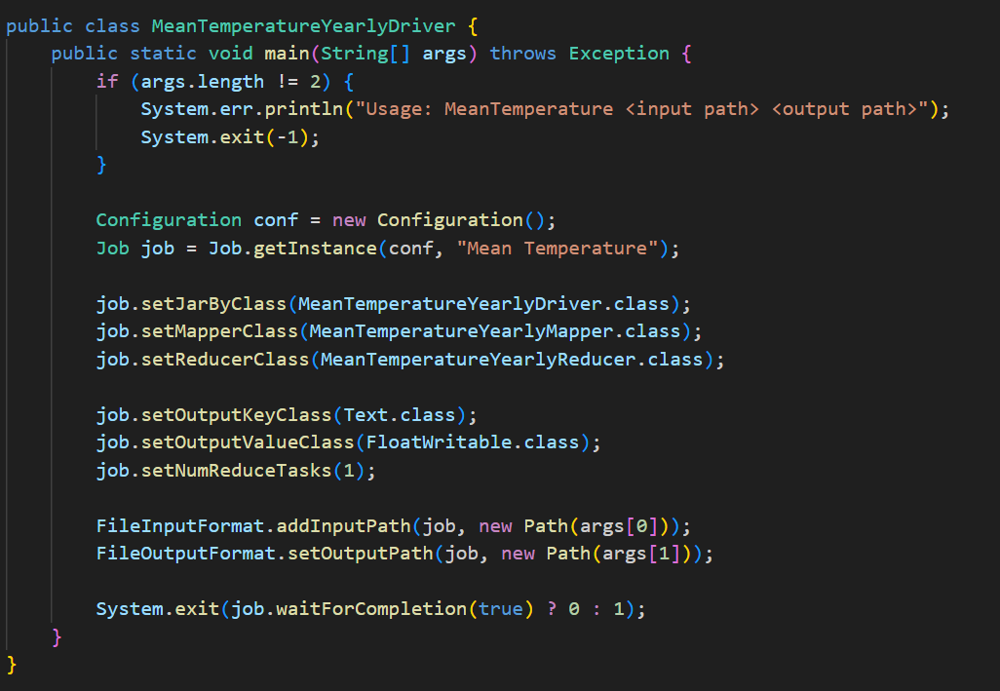 public class MeanTemperatureYearlyDriver {
    public static void main(String[] args) throws Exception {
        if (args.length != 2) {
            System.err.println("Usage: MeanTemperature <input path> <output path>");
            System.exit(-1);
        }

        Configuration conf = new Configuration();
        Job job = Job.getInstance(conf, "Mean Temperature");

        job.setJarByClass(MeanTemperatureYearlyDriver.class);
        job.setMapperClass(MeanTemperatureYearlyMapper.class);
        job.setReducerClass(MeanTemperatureYearlyReducer.class);

        job.setOutputKeyClass(Text.class);
        job.setOutputValueClass(FloatWritable.class);
        job.setNumReduceTasks(1);

        FileInputFormat.addInputPath(job, new Path(args[0]));
        FileOutputFormat.setOutputPath(job, new Path(args[1]));

        System.exit(job.waitForCompletion(true) ? 0 : 1);
    }
}